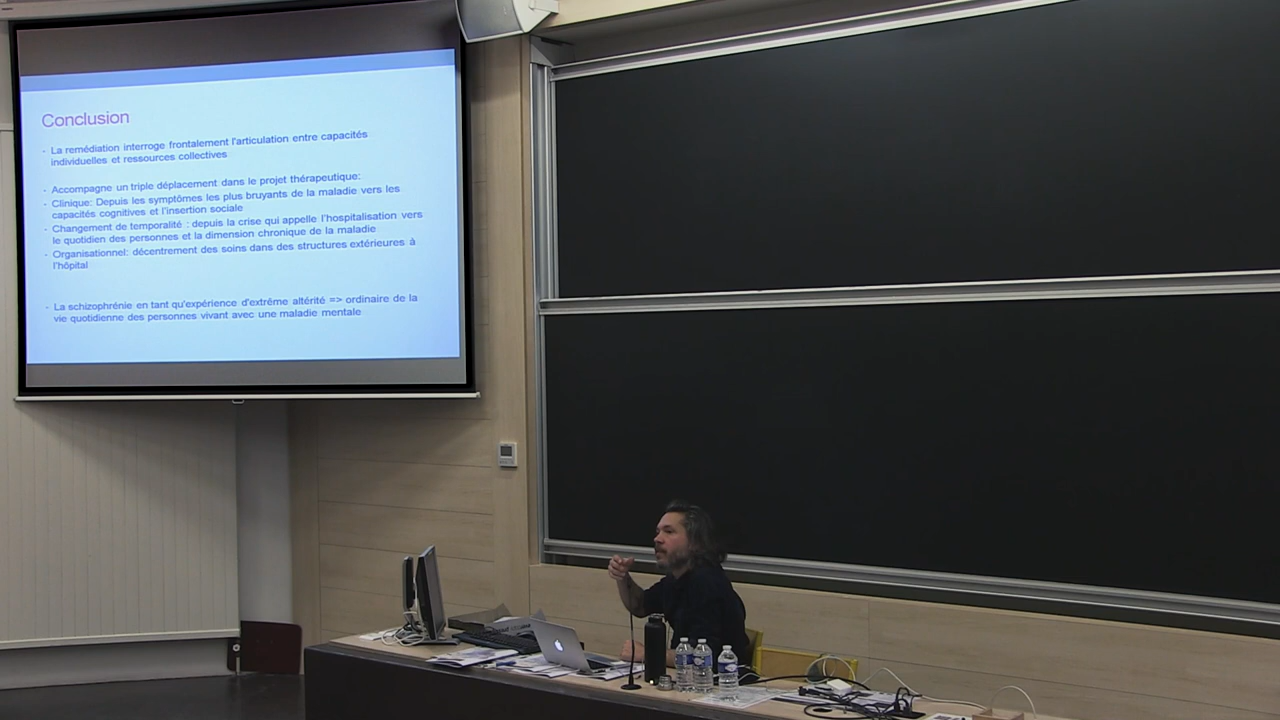 Conclusion
- La remédiation interroge frontalement l'articulation entre capacités
individuelles et ressources collectives
- Accompagne un triple déplacement dans le projet thérapeutique:
- Clinique: Depuis les symptômes les plus bruyants de la maladie vers les
capacités cognitives et l'insertion sociale
- Changement de temporalité : depuis la crise qui appelle l'hospitalisation vers
le quotidien des personnes et la dimension chronique de la maladie
- Organisationnel: décentrement des soins dans des structures extérieures à
l'hôpital
- La schizophrénie en tant qu'expérience d'extrême altérité => ordinaire de la
vie quotidienne des personnes vivant avec une maladie mentale